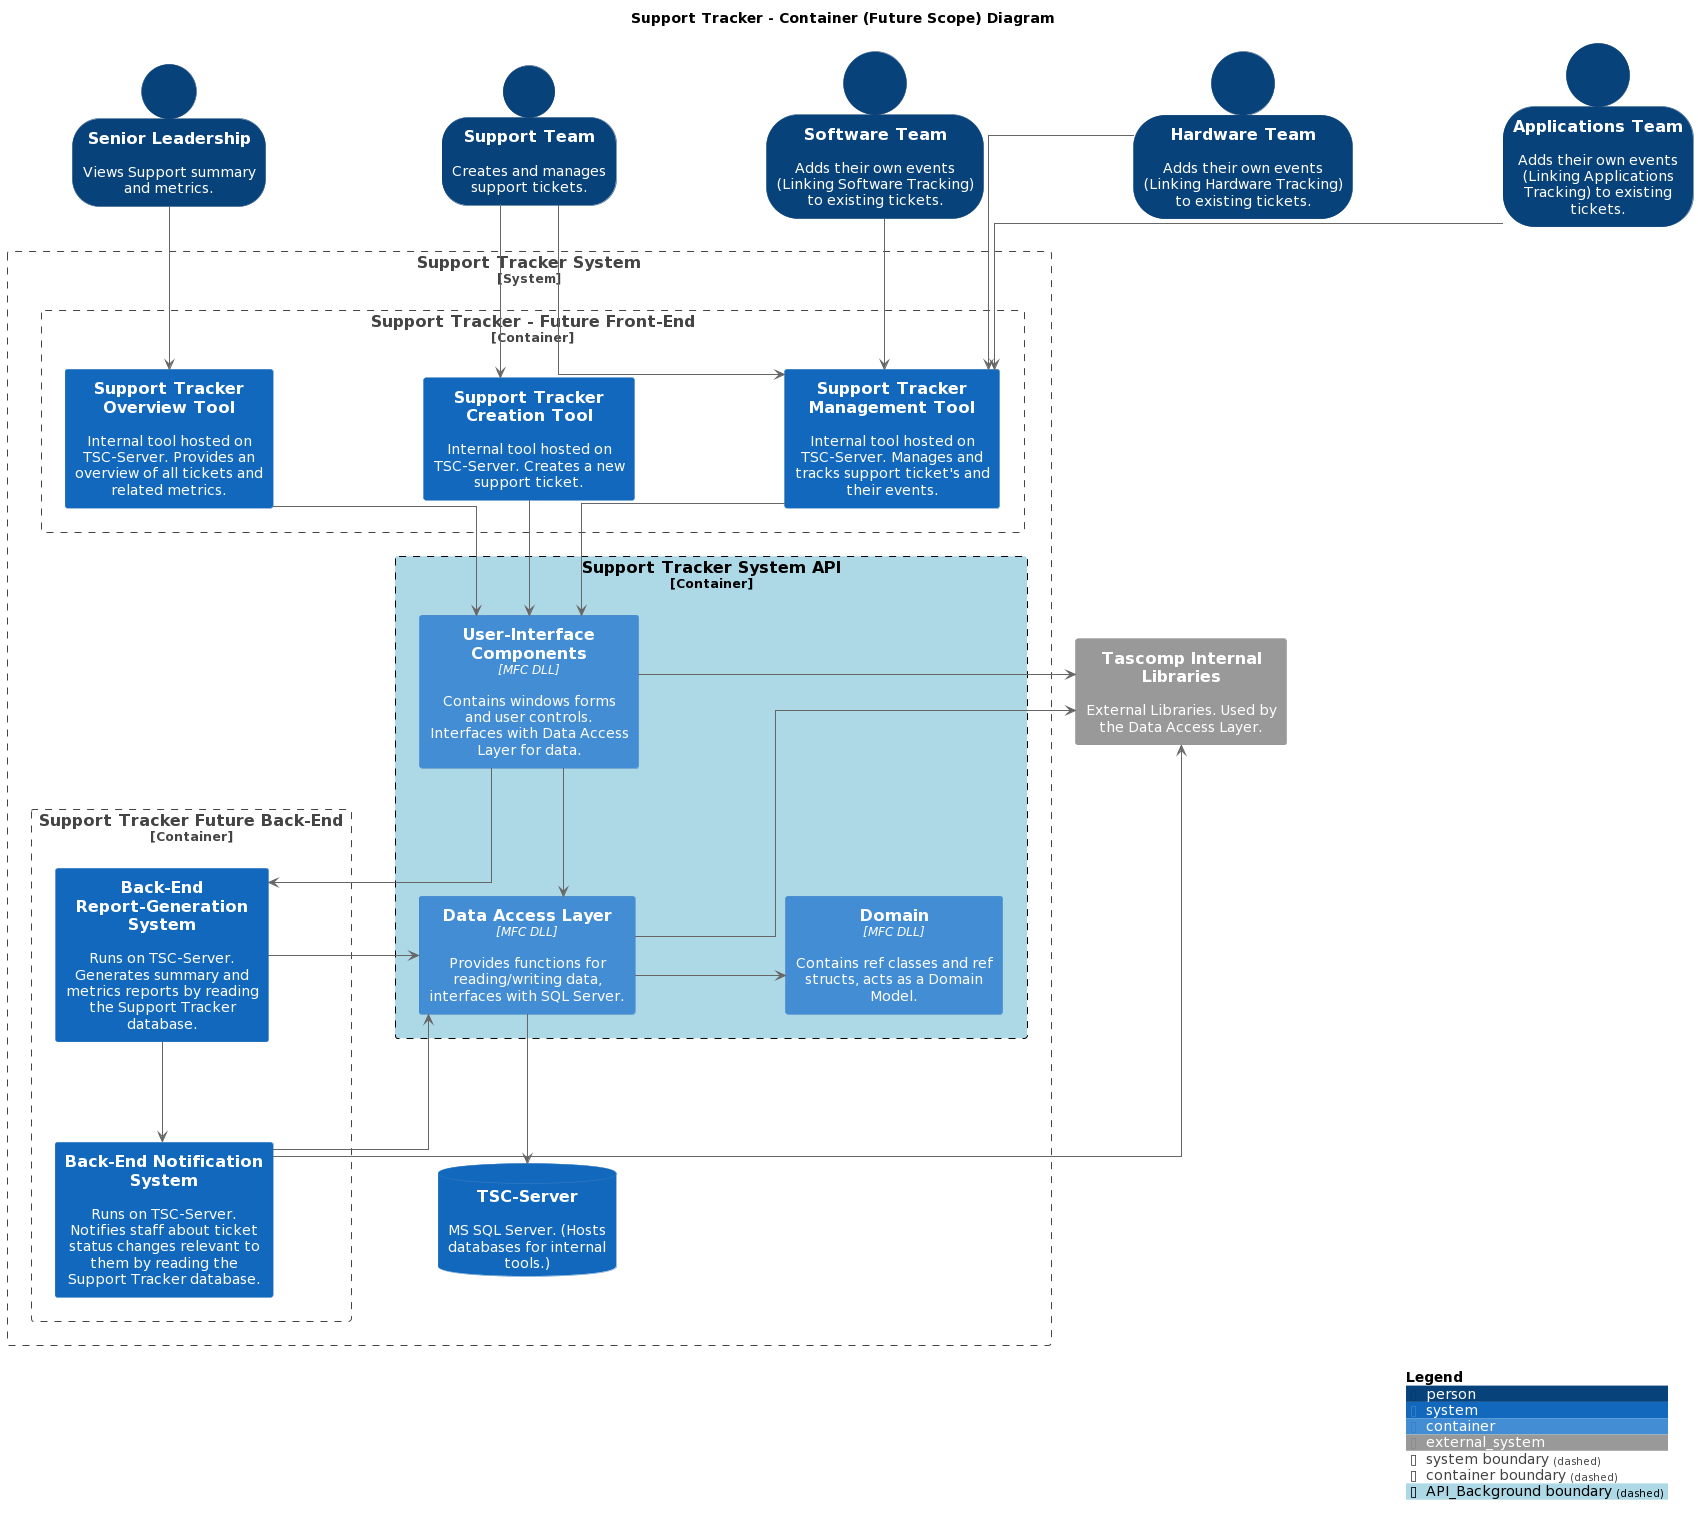 Support Tracker - Container (Future Scope) Diagram
Senior Leadership
Views Support summary
and metrics.
Support Team
Creates and manages
support tickets.
Software Team
Adds their own events
(Linking Software Tracking)
to existing tickets.
Hardware Team
Adds their own events
(Linking Hardware Tracking)
to existing tickets.
Applications Team
Adds their own events
(Linking Applications
Tracking) to existing
tickets.
Support Tracker System
[System]
Support Tracker - Future Front-End
[Container]
Support Tracker
Overview Tool
Internal tool hosted on
TSC-Server. Provides an
overview of all tickets and
related metrics.
Support Tracker
Creation Tool
Internal tool hosted on
TSC-Server. Creates a new
support ticket.
Support Tracker
Management Tool
Internal tool hosted on
TSC-Server. Manages and
tracks support ticket's and
their events.
Support Tracker System API
[Container]
User-Interface
Components
[MFC DLL]
Contains windows forms
and user controls.
Interfaces with Data Access
Layer for data.
Tascomp Internal
Libraries
External Libraries. Used by
the Data Access Layer.
Support Tracker Future Back-End
[Container]
Back-End
Report-Generation
System
Runs on TSC-Server.
Generates summary and
metrics reports by reading
the Support Tracker
database.
Data Access Layer
[MFC DLL]
Provides functions for
reading/writing data,
interfaces with SQL Server.
Domain
[MFC DLL]
Contains ref classes and ref
structs, acts as a Domain
Model.
Back-End Notification
System
Runs on TSC-Server.
Notifies staff about ticket
status changes relevant to
them by reading the
Support Tracker database.
TSC-Server
MS SQL Server. (Hosts
databases for internal
tools.)
Legend
person
system
container
external_system
system boundary (dashed)
container boundary (dashed)
API_Background boundary (dashed)